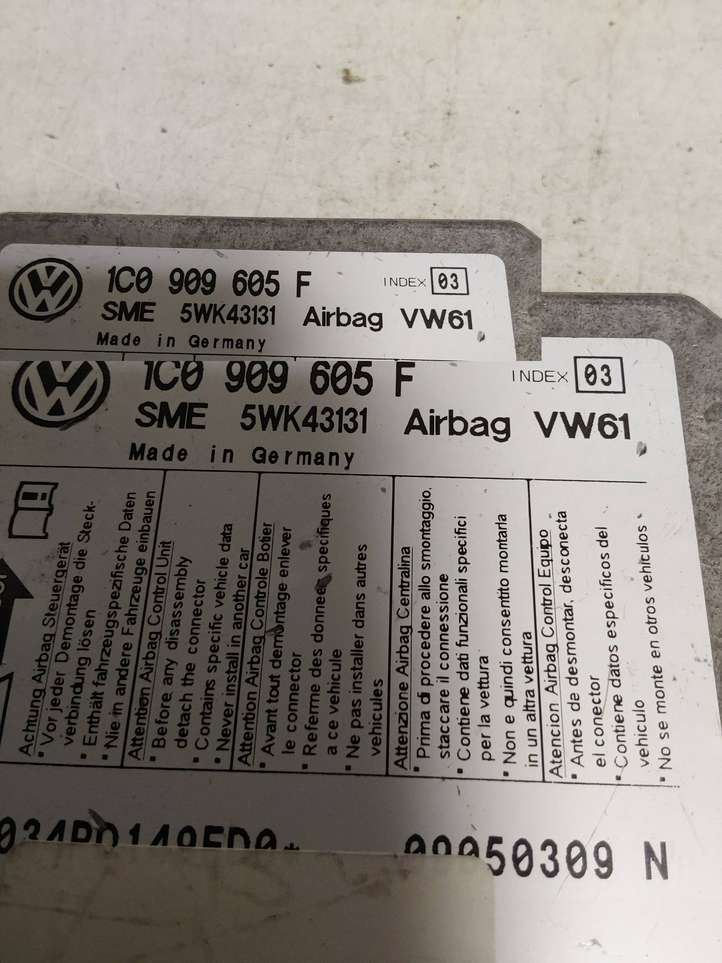 1C0 909 605 F INDEX 03
SME 5WK43131 Airbag VW61
Made in Germany
1C0 909 605 F INDEX 03
SME 5WK43131 Airbag VW61
Made in Germany
Achtung Airbag Steuergerät
• Vor jeder Demontage die Steck-
verbindung lösen
• Enthält fahrzeugspezifische Daten
• Nie in andere Fahrzeuge einbauen
Attention Airbag Control Unit
• Before any disassembly
detach the connector
• Contains specific vehicle data
• Never install in another car
Attention Airbag Controle Boitier
• Avant tout demontage enlever
le connector
• Referme des donnees specifiques
a ce vehicule
• Ne pas installer dans autres
vehicules
Attenzione Airbag Centralina
• Prima di procedere allo smontaggio,
staccare il connessione
• Contiene dati funzionali specifici
per la vettura
• Non e quindi consentito montarla
in un altra vettura
Atencion Airbag Control Equipo
• Antes de desmontar, desconecta
el conector
• Contiene datos especificos del
vehiculo
• No se monte en otros vehiculos
09050309 N